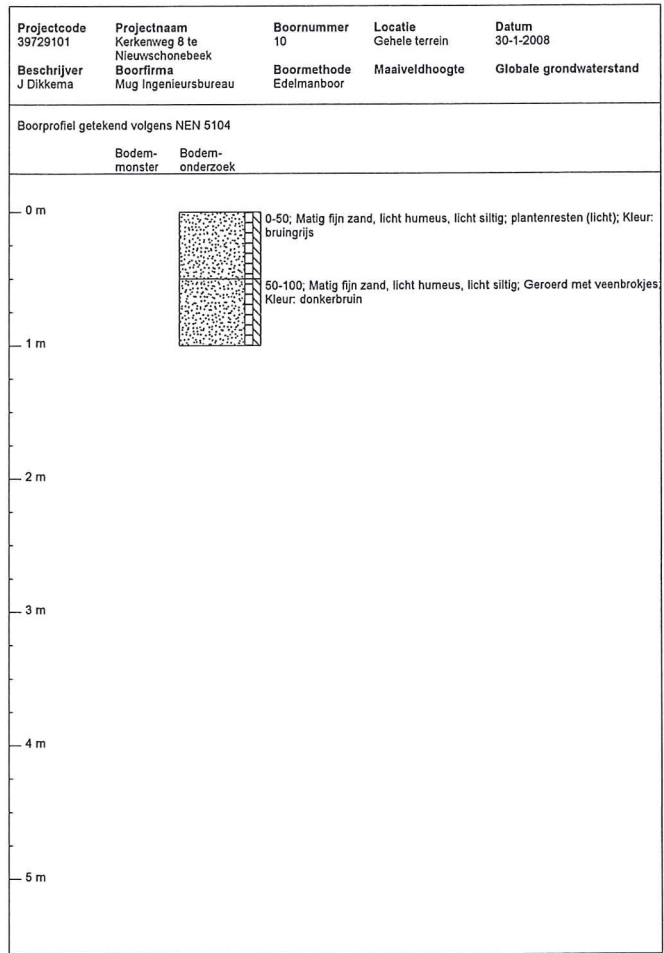 Projectcode Projectnaam Boornummer Locatie Datum
39729101 Kerkenweg 8 te 10 Gehele terrein 30-1-2008
Nieuwschonebeek
Beschrijver Boorfirma Boormethode Maaiveldhoogte Globale grondwaterstand
J Dikkema Mug Ingenieursbureau Edelmanboor
Boorprofiel getekend volgens NEN 5104
Bodem- Bodem-
monster onderzoek
0 m
0-50; Matig fijn zand, licht humeus, licht siltig; plantenresten (licht); Kleur:
bruingrijs
50-100; Matig fijn zand, licht humeus, licht siltig; Geroerd met veenbrokjes;
Kleur: donkerbruin
1 m
2 m
3 m
4 m
5 m